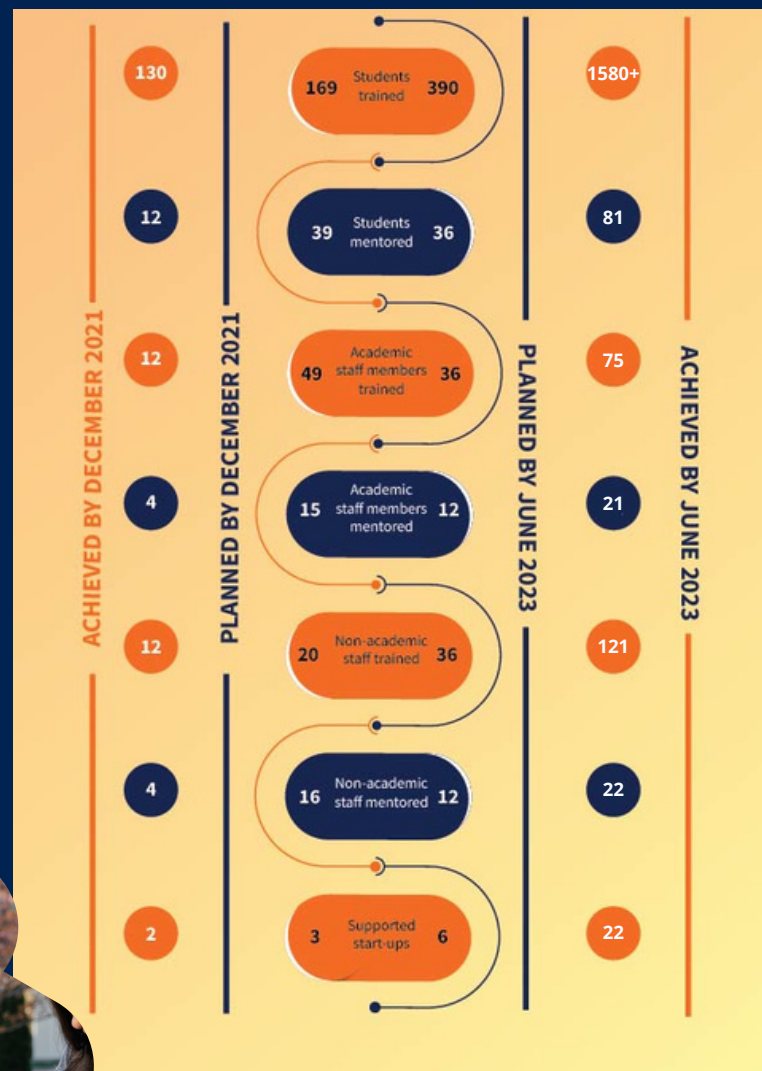 130
169 Students trained 390
1580+
12
39 Students mentored 36
81
12
49 Academic staff members trained 36
75
4
15 Academic staff members mentored 12
21
12
20 Non-academic staff trained 36
121
4
16 Non-academic staff mentored 12
22
2
3 Supported start-ups 6
22
ACHIEVED BY DECEMBER 2021
PLANNED BY DECEMBER 2021
PLANNED BY JUNE 2023
ACHIEVED BY JUNE 2023